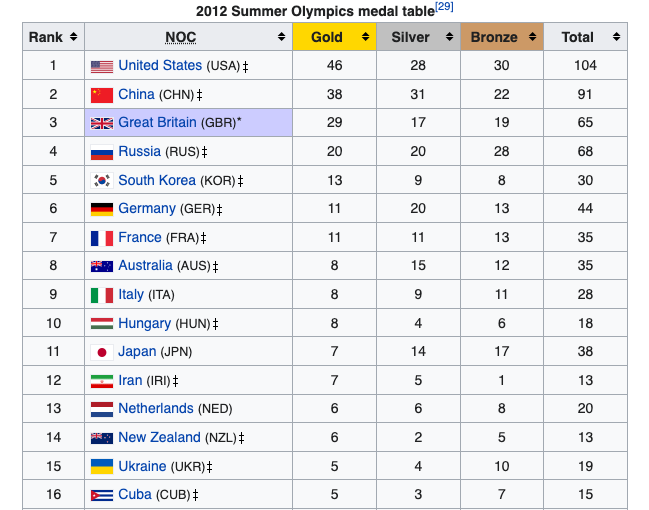 2012 Summer Olympics medal table[29]
Rank NOC Gold Silver Bronze Total
1 United States (USA)‡ 46 28 30 104
2 China (CHN)‡ 38 31 22 91
3 Great Britain (GBR)* 29 17 19 65
4 Russia (RUS)‡ 20 20 28 68
5 South Korea (KOR)‡ 13 9 8 30
6 Germany (GER)‡ 11 20 13 44
7 France (FRA)‡ 11 11 13 35
8 Australia (AUS)‡ 8 15 12 35
9 Italy (ITA) 8 9 11 28
10 Hungary (HUN)‡ 8 4 6 18
11 Japan (JPN) 7 14 17 38
12 Iran (IRI)‡ 7 5 1 13
13 Netherlands (NED) 6 6 8 20
14 New Zealand (NZL)‡ 6 2 5 13
15 Ukraine (UKR)‡ 5 4 10 19
16 Cuba (CUB)‡ 5 3 7 15